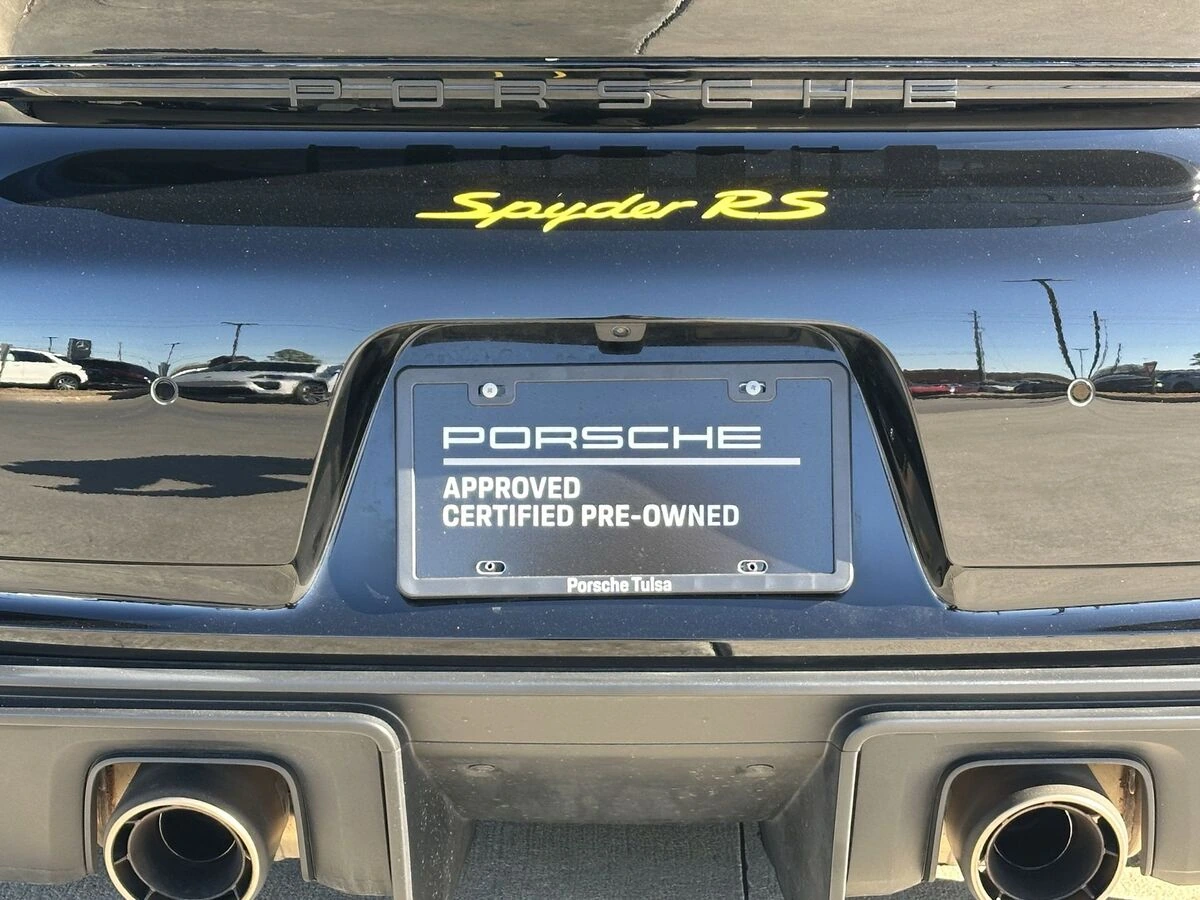 PORSCHE
Spyder RS
PORSCHE
APPROVED
CERTIFIED PRE-OWNED
Porsche Tulsa